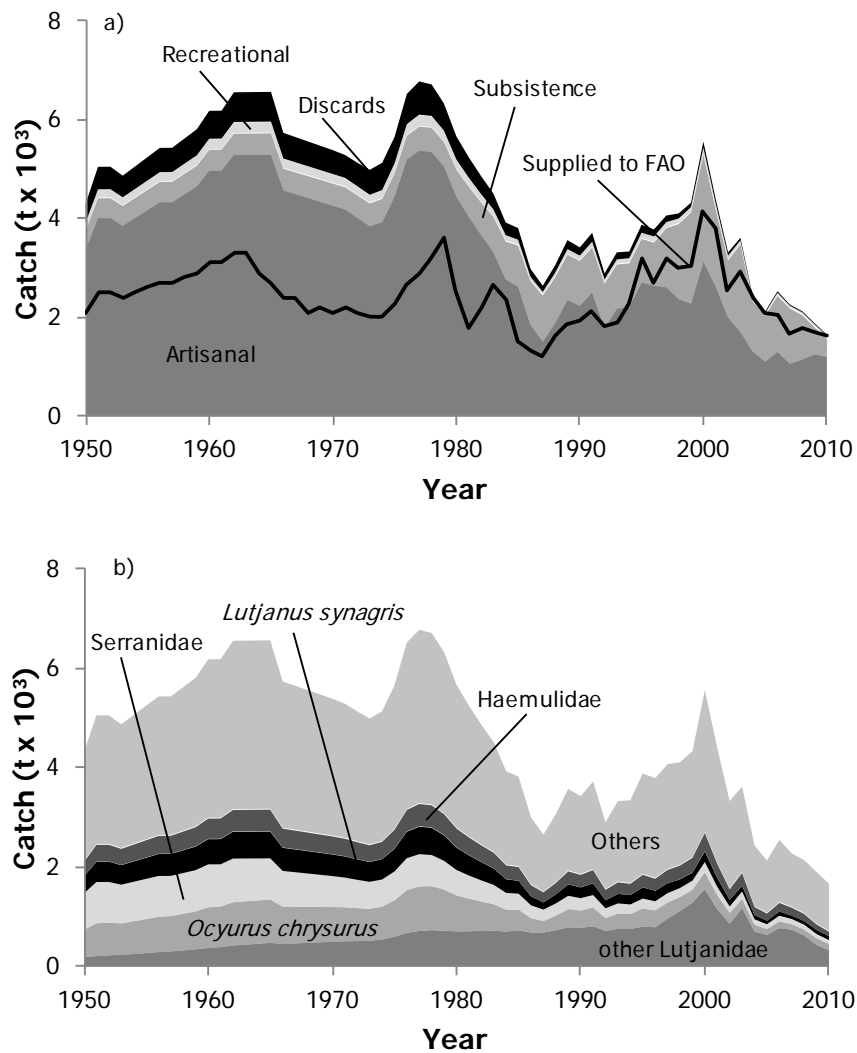 a)
8
6
4
2
0
Catch (t x 10³)
Recreational
Discards
Subsistence
Supplied to FAO
Artisanal
1950 1960 1970 1980 1990 2000 2010
Year
b)
8
6
4
2
0
Catch (t x 10³)
Lutjanus synagris
Serranidae
Haemulidae
Others
Ocyurus chrysurus
other Lutjanidae
1950 1960 1970 1980 1990 2000 2010
Year